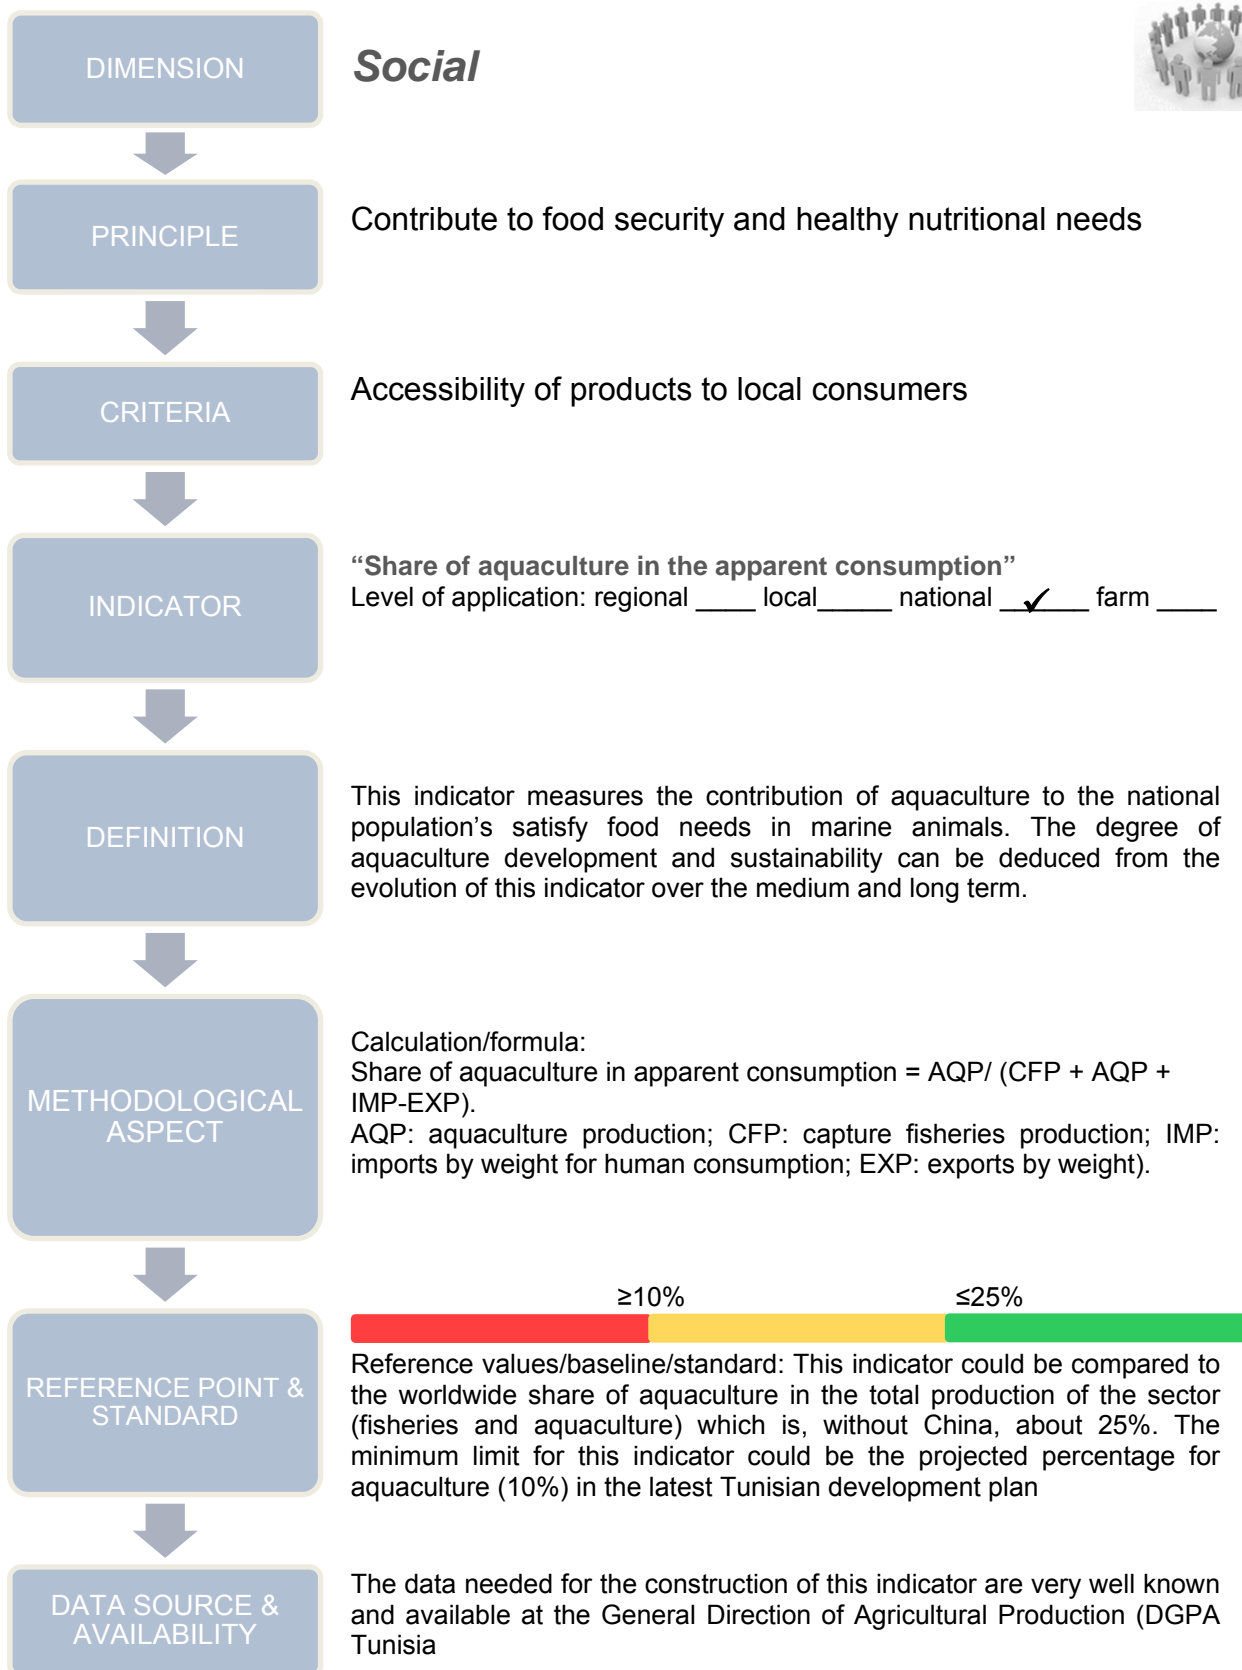 DIMENSION
Social
PRINCIPLE
Contribute to food security and healthy nutritional needs
CRITERIA
Accessibility of products to local consumers
INDICATOR
“Share of aquaculture in the apparent consumption”
Level of application: regional ____ local_____ national ___✓___ farm ____
DEFINITION
This indicator measures the contribution of aquaculture to the national
population’s satisfy food needs in marine animals. The degree of
aquaculture development and sustainability can be deduced from the
evolution of this indicator over the medium and long term.
METHODOLOGICAL
ASPECT
Calculation/formula:
Share of aquaculture in apparent consumption = AQP/ (CFP + AQP +
IMP-EXP).
AQP: aquaculture production; CFP: capture fisheries production; IMP:
imports by weight for human consumption; EXP: exports by weight).
REFERENCE POINT &
STANDARD
≥10% ≤25%
Reference values/baseline/standard: This indicator could be compared to
the worldwide share of aquaculture in the total production of the sector
(fisheries and aquaculture) which is, without China, about 25%. The
minimum limit for this indicator could be the projected percentage for
aquaculture (10%) in the latest Tunisian development plan
DATA SOURCE &
AVAILABILITY
The data needed for the construction of this indicator are very well known
and available at the General Direction of Agricultural Production (DGPA
Tunisia